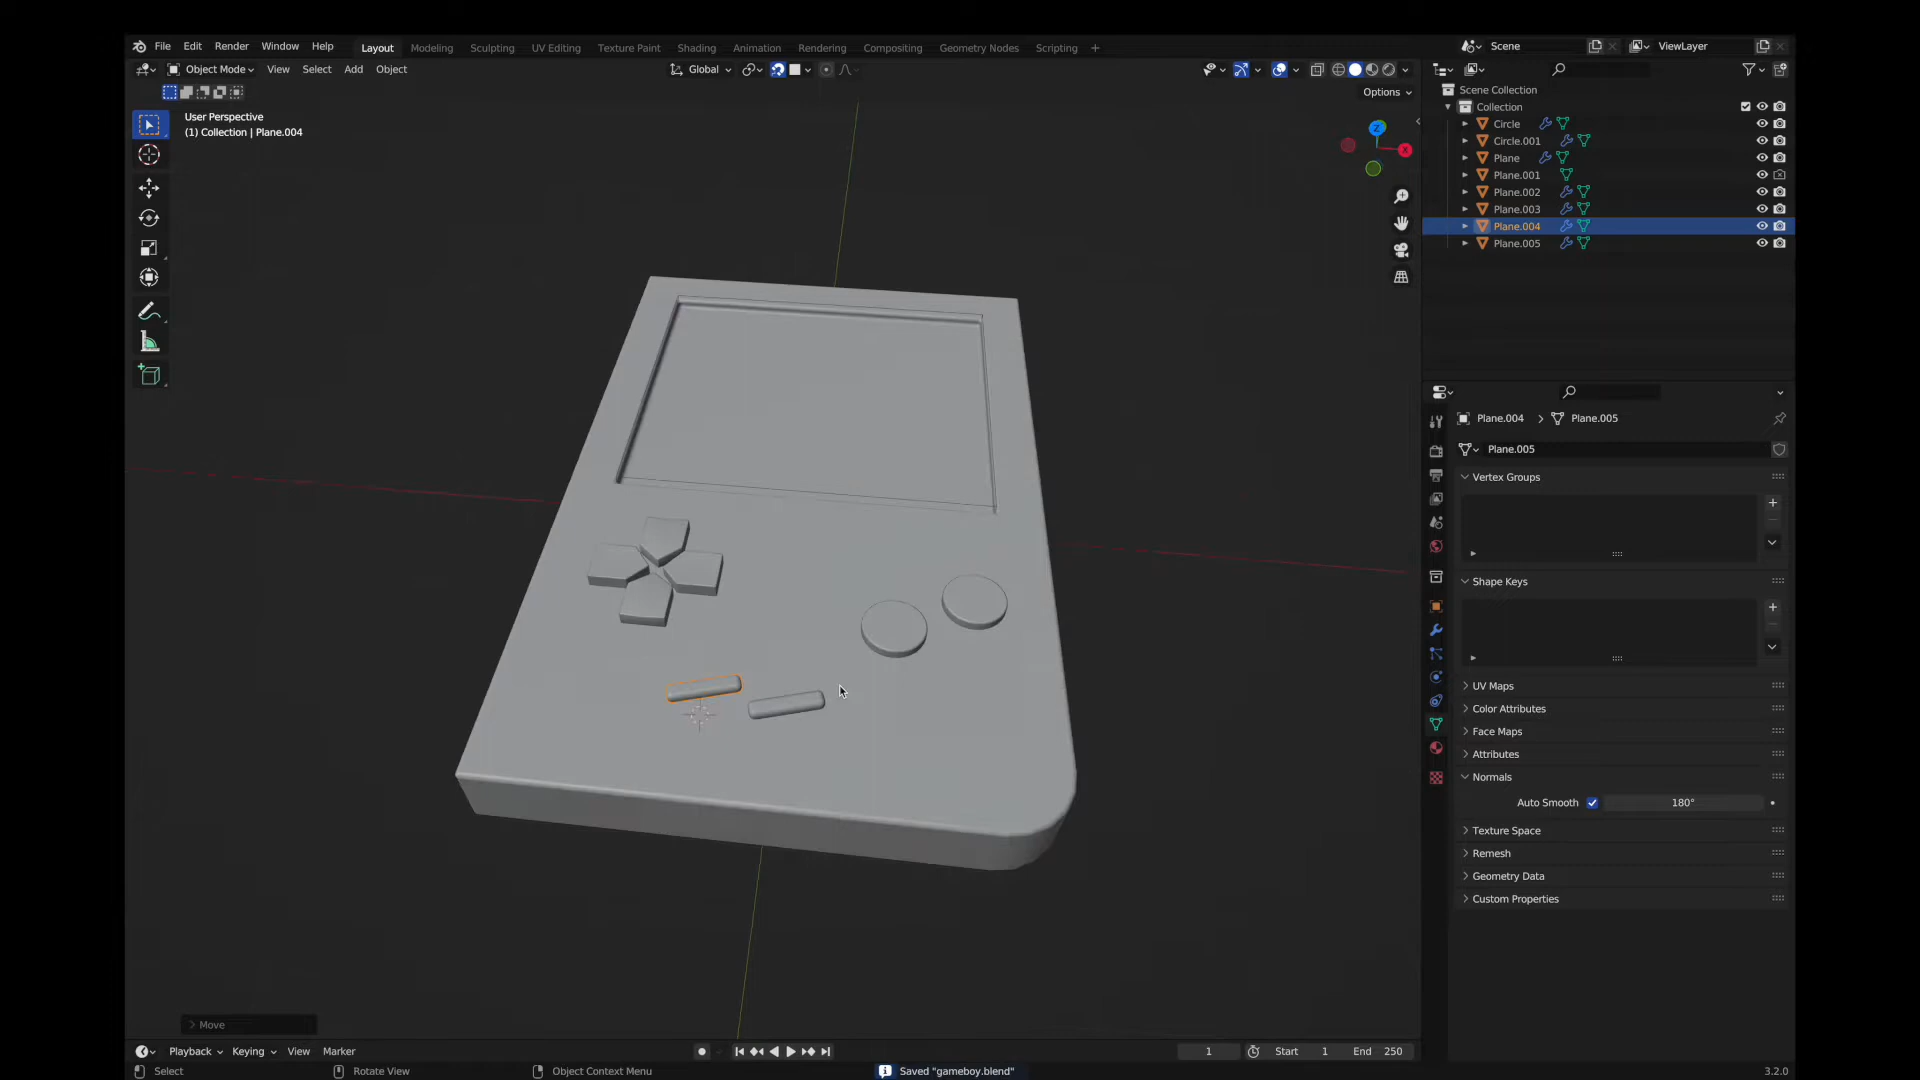 File Edit Render Window Help Layout Modeling Sculpting UV Editing Texture Paint Shading Animation Rendering Compositing Geometry Nodes Scripting + Scene ViewLayer
Object Mode View Select Add Object Global
Options
User Perspective
(1) Collection | Plane.004
Z
X
Scene Collection
Collection
Circle
Circle.001
Plane
Plane.001
Plane.002
Plane.003
Plane.004
Plane.005
Plane.004 > Plane.005
Plane.005
Vertex Groups
Shape Keys
UV Maps
Color Attributes
Face Maps
Attributes
Normals
Auto Smooth 180°
Texture Space
Remesh
Geometry Data
Custom Properties
Move
Playback Keying View Marker 1 Start 1 End 250
Select Rotate View Object Context Menu Saved "gameboy.blend" 3.2.0